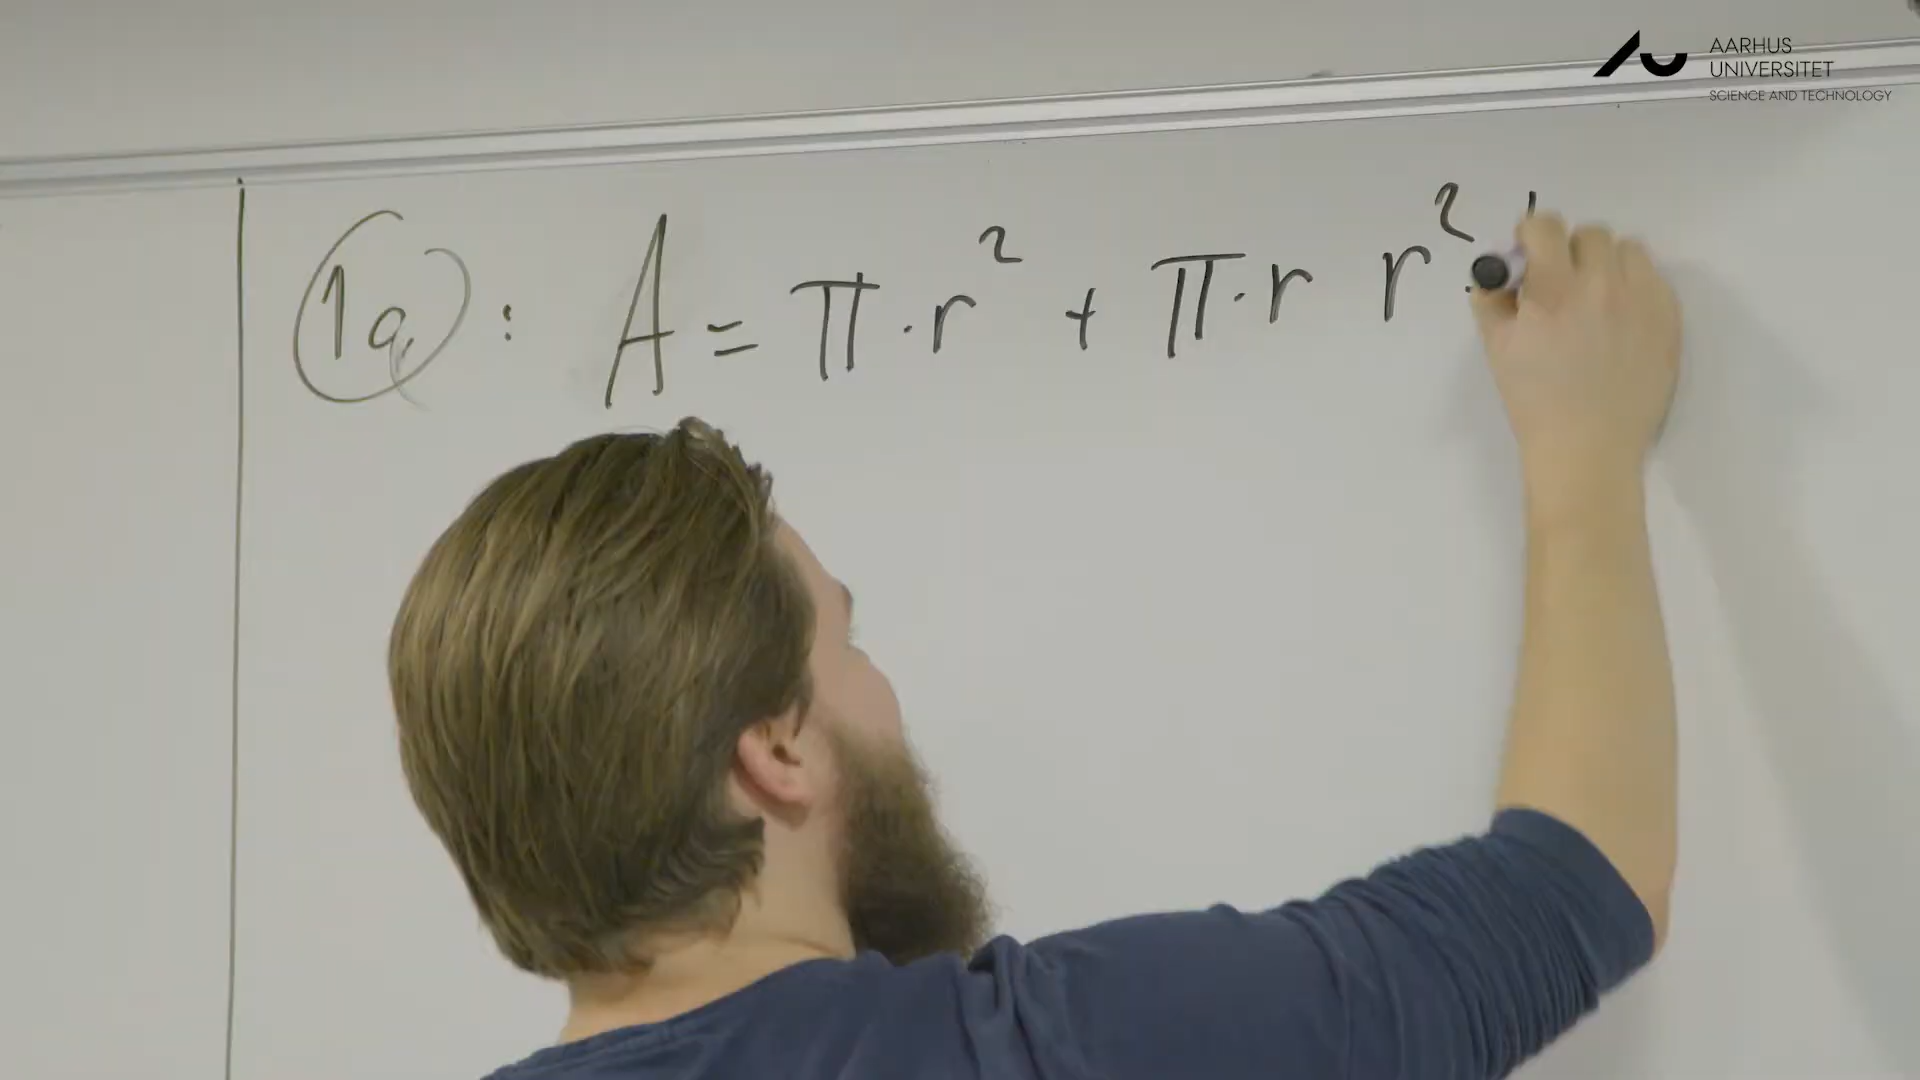 AARHUS
UNIVERSITET
SCIENCE AND TECHNOLOGY
1a : A = π · r² + π · r r²